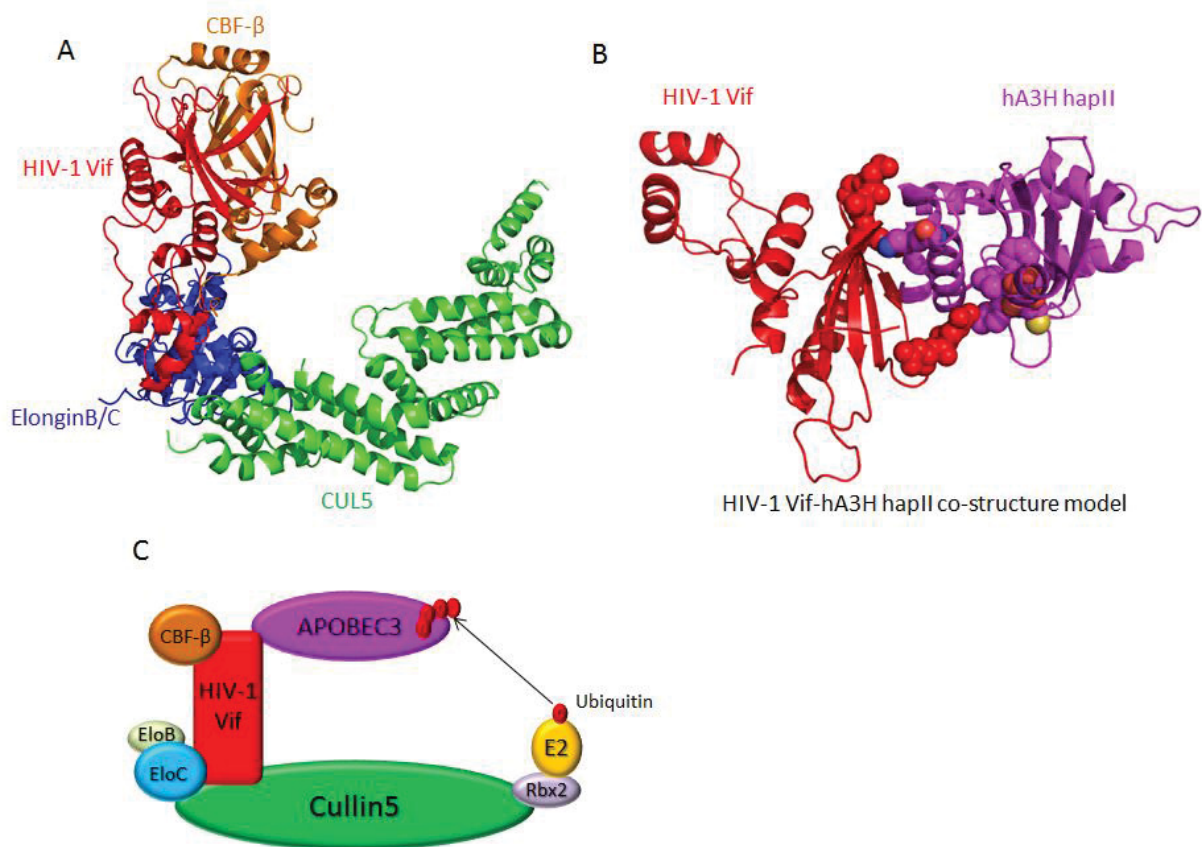 A
CBF-β
HIV-1 Vif
ElonginB/C
CUL5
B
HIV-1 Vif
hA3H hapII
HIV-1 Vif-hA3H hapII co-structure model
C
CBF-β
APOBEC3
HIV-1
Vif
Ubiquitin
EloB
E2
EloC
Rbx2
Cullin5